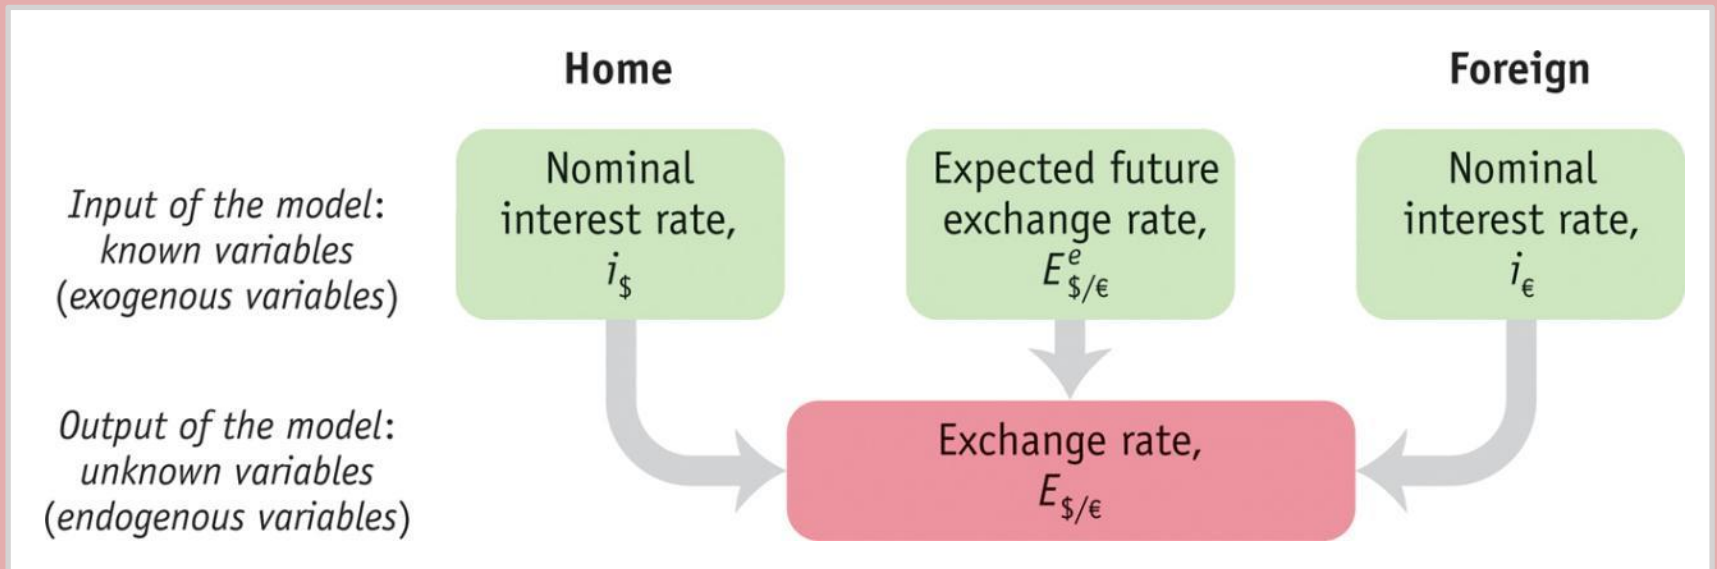 Home
Foreign
Input of the model:
known variables
(exogenous variables)
Nominal
interest rate,
i$
Expected future
exchange rate,
E^e_$/€
Nominal
interest rate,
i€
Output of the model:
unknown variables
(endogenous variables)
Exchange rate,
E$/€